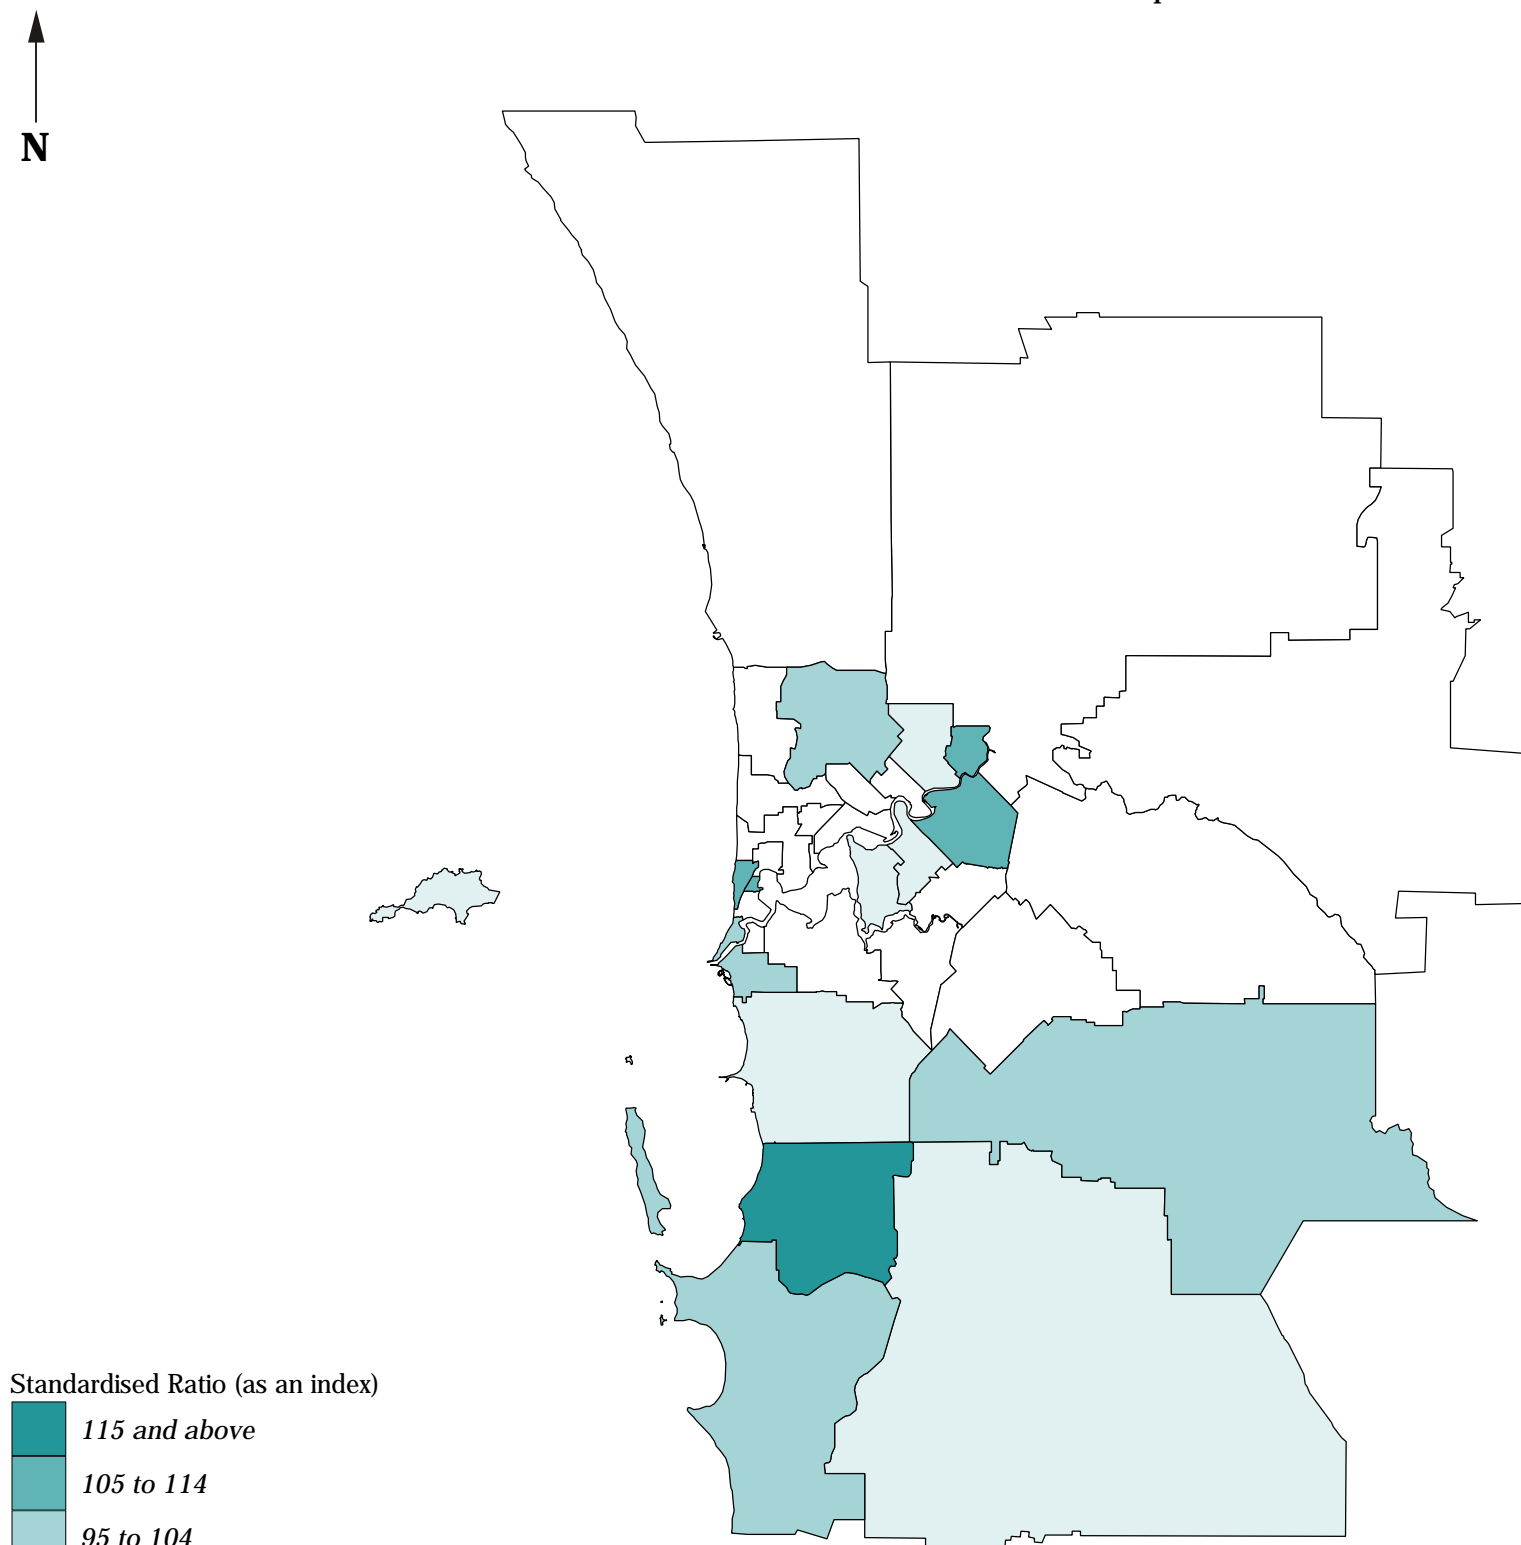 N
Standardised Ratio (as an index)
115 and above
105 to 114
95 to 104